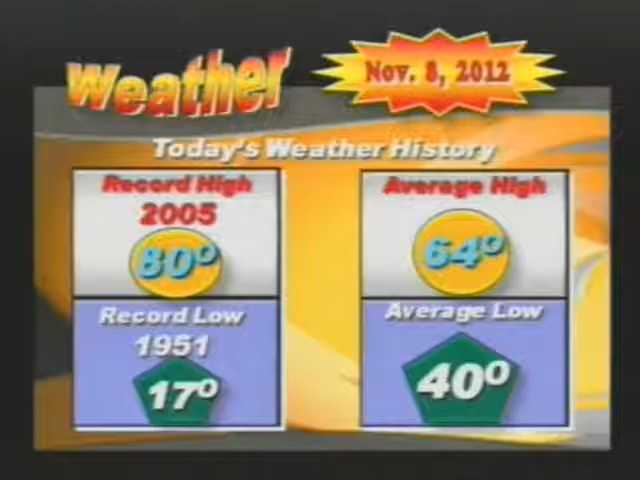 Weather
Nov. 8, 2012
Today's Weather History
Record High
2005
80°
Average High
64°
Record Low
1951
17°
Average Low
40°